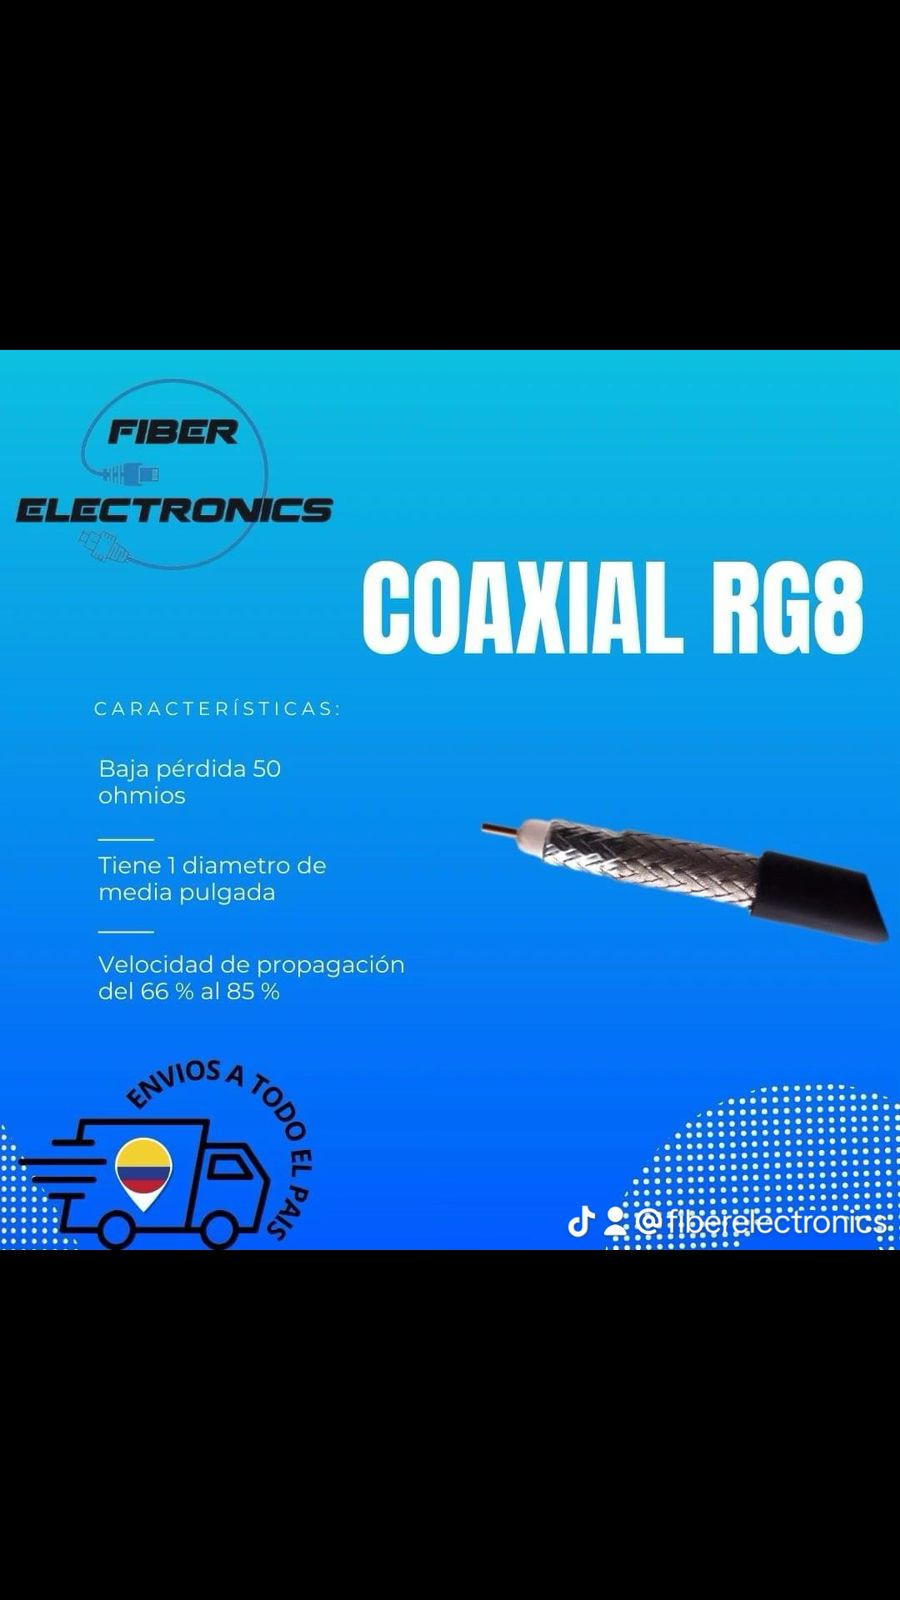 FIBER
ELECTRONICS
COAXIAL RG8
CARACTERÍSTICAS:
Baja pérdida 50
ohmios
Tiene 1 diametro de
media pulgada
Velocidad de propagación
del 66 % al 85 %
ENVIOS A TODO EL PAIS
@fiberelectronics